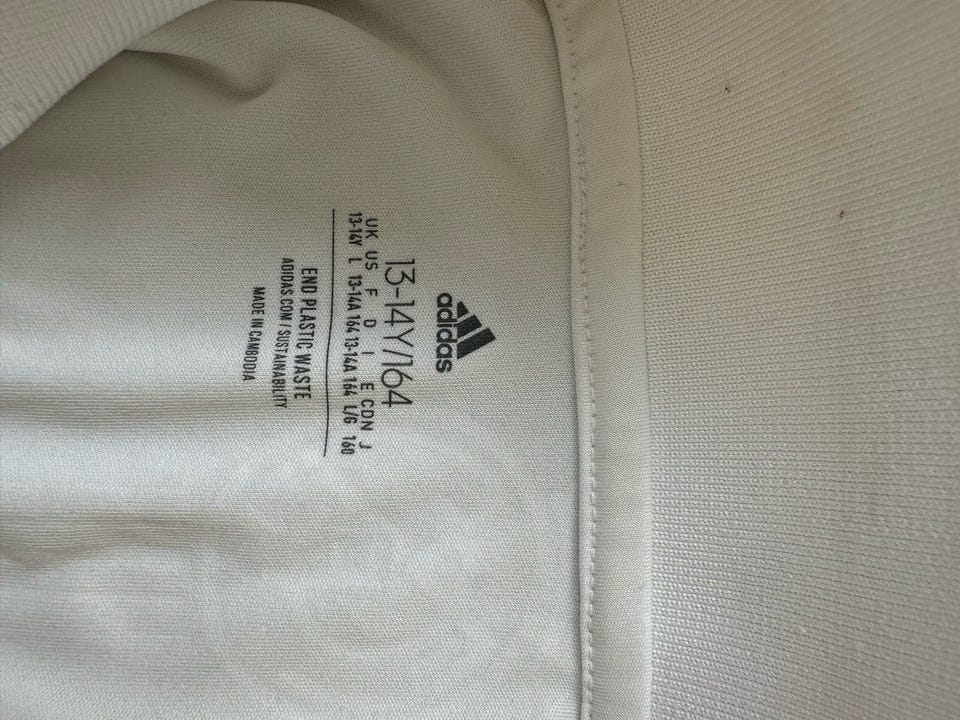 adidas
13-14Y/164
UK US F D I E CDN J
13-14Y L 13-14A 164 13-14A 164 L/G 160
END PLASTIC WASTE
ADIDAS.COM / SUSTAINABILITY
MADE IN CAMBODIA